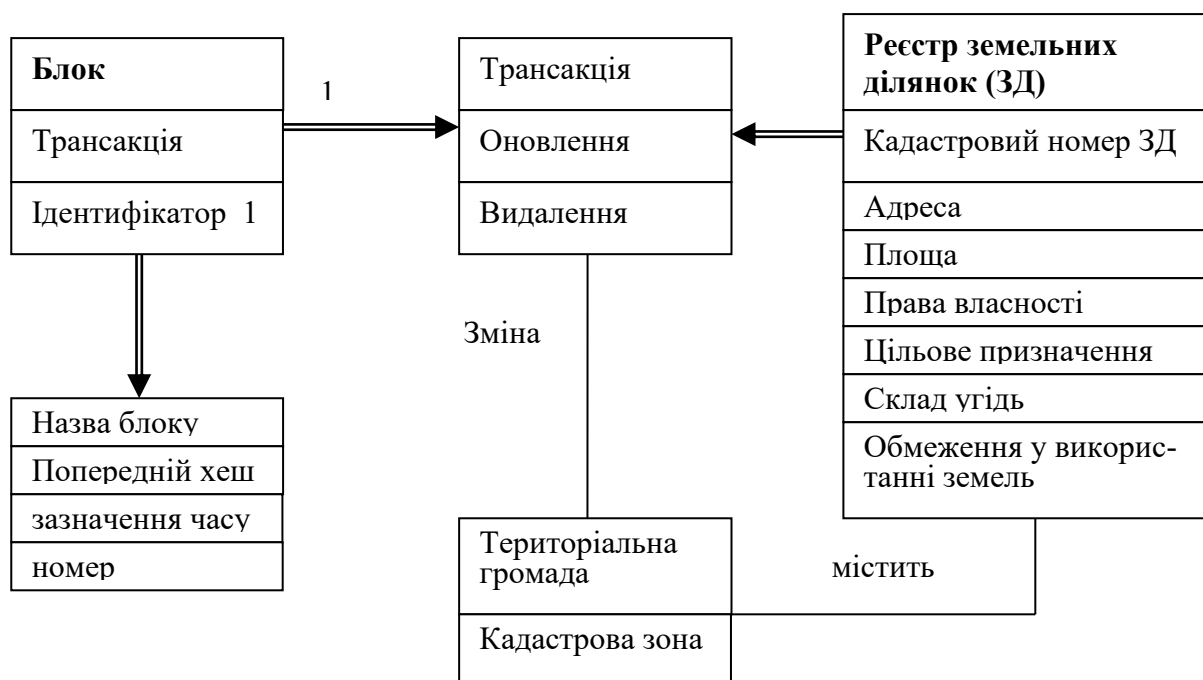 Блок
Трансакція
Ідентифікатор 1
1
Трансакція
Оновлення
Видалення
Реєстр земельних
ділянок (ЗД)
Кадастровий номер ЗД
Адреса
Площа
Права власності
Цільове призначення
Склад угідь
Обмеження у викорис-
танні земель
Зміна
Назва блоку
Попередній хеш
зазначення часу
номер
Територіальна
громада
Кадастрова зона
містить